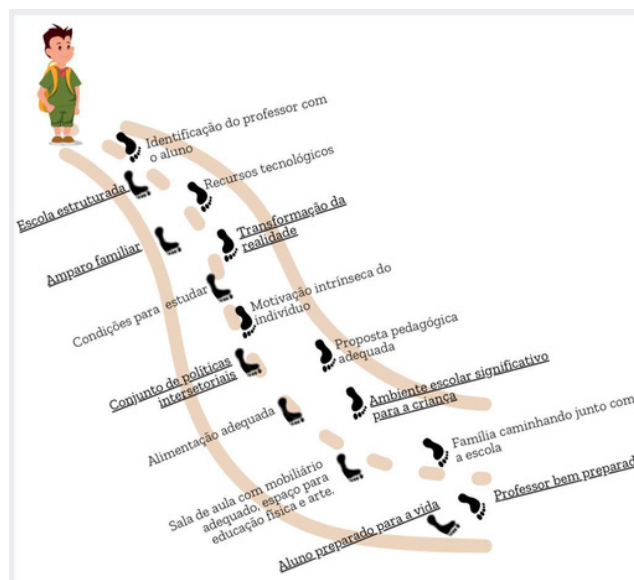 Identificação do professor com
o aluno
Escola estruturada
Recursos tecnológicos
Amparo familiar
Transformação da
realidade
Condições para estudar
Motivação intrínseca do
indivíduo
Proposta pedagógica
adequada
Conjunto de políticas
intersetoriais
Ambiente escolar significativo
para a criança
Alimentação adequada
Família caminhando junto com
a escola
Sala de aula com mobiliário
adequado, espaço para
educação física e arte.
Professor bem preparado
Aluno preparado para a vida